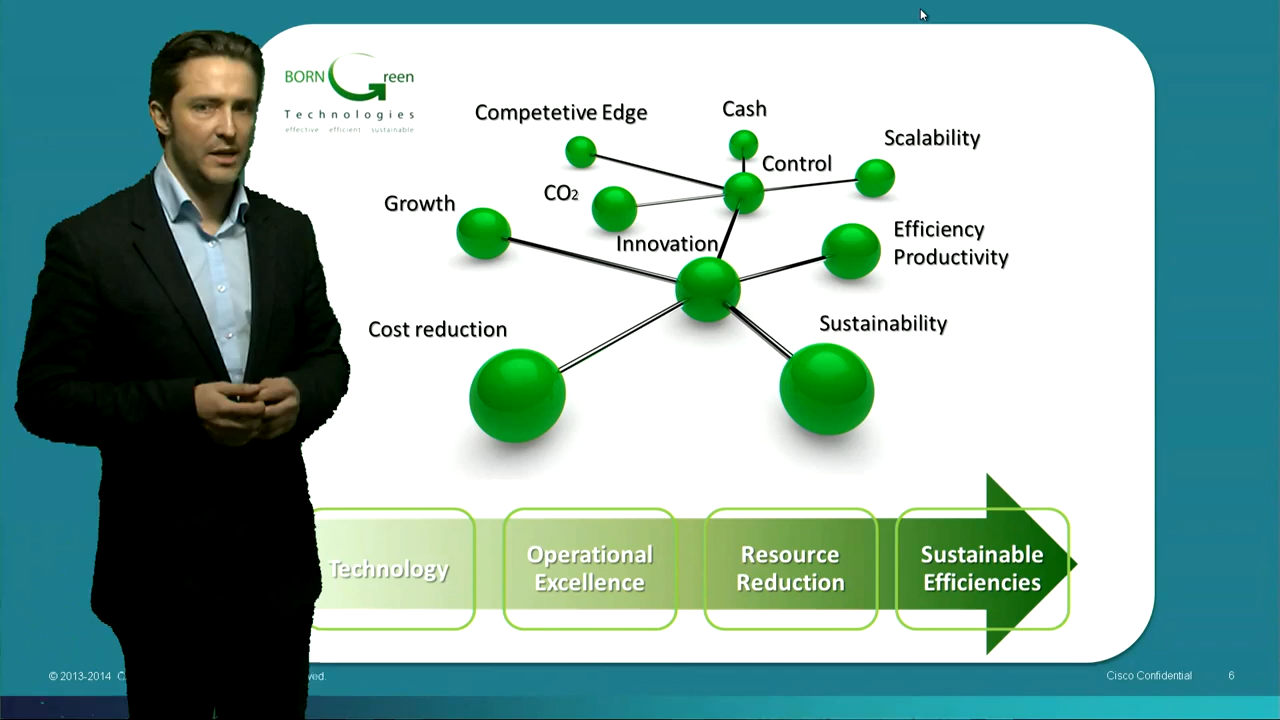 BORN Green
Technologies
effective efficient sustainable
Competetive Edge
Cash
Scalability
Control
CO2
Growth
Innovation
Efficiency
Productivity
Cost reduction
Sustainability
Technology
Operational
Excellence
Resource
Reduction
Sustainable
Efficiencies
© 2013-2014
Cisco Confidential
6